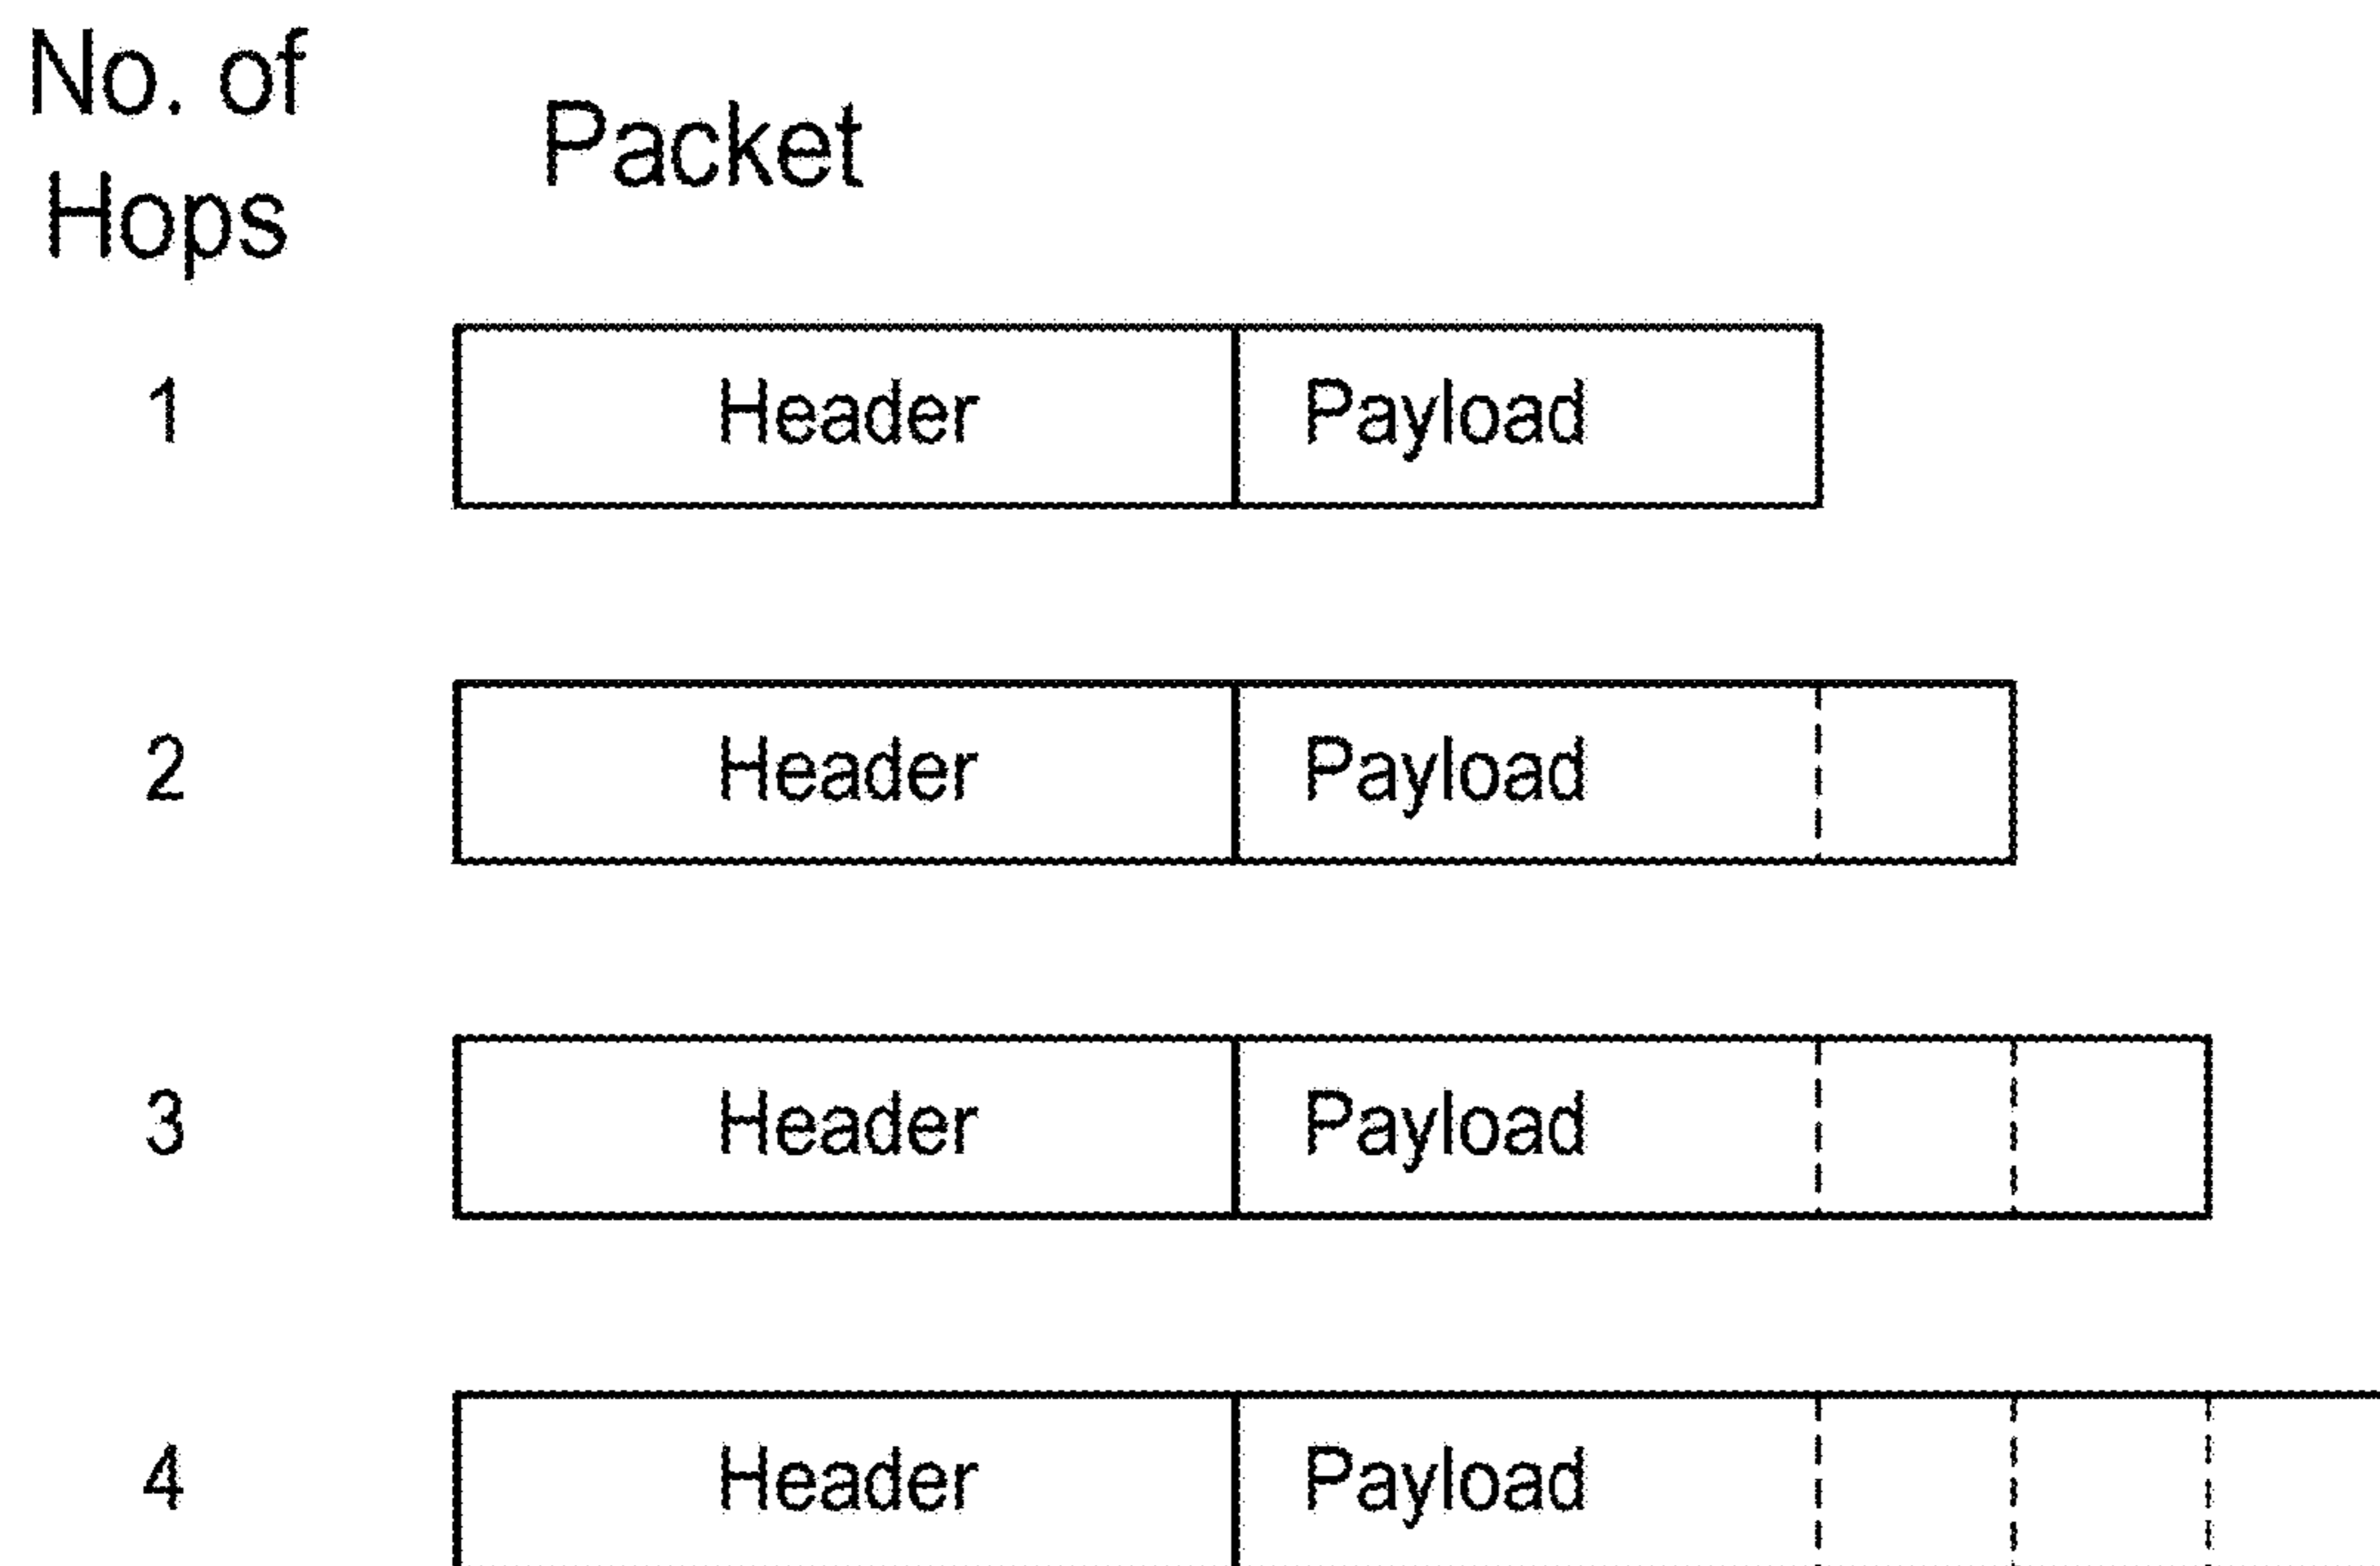 No. of
Hops
Packet
1 Header Payload
2 Header Payload
3 Header Payload
4 Header Payload